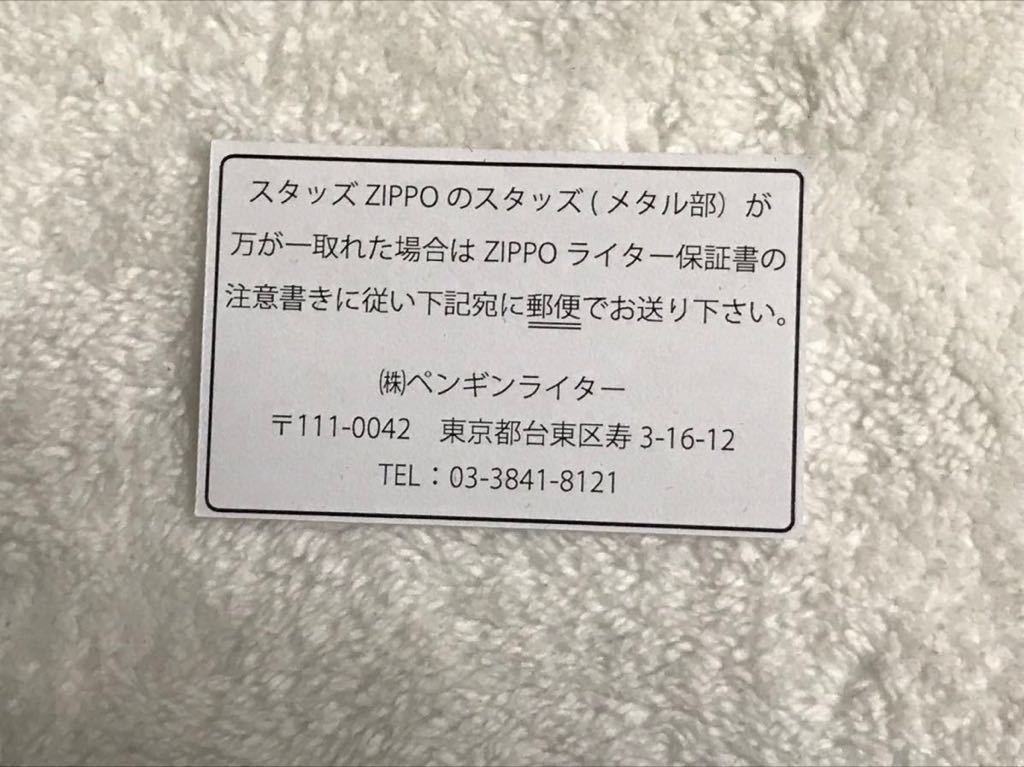 スタッズ ZIPPO のスタッズ ( メタル部）が
万が一取れた場合は ZIPPO ライター保証書の
注意書きに従い下記宛に郵便でお送り下さい。
㈱ペンギンライター
〒111-0042　東京都台東区寿 3-16-12
TEL：03-3841-8121